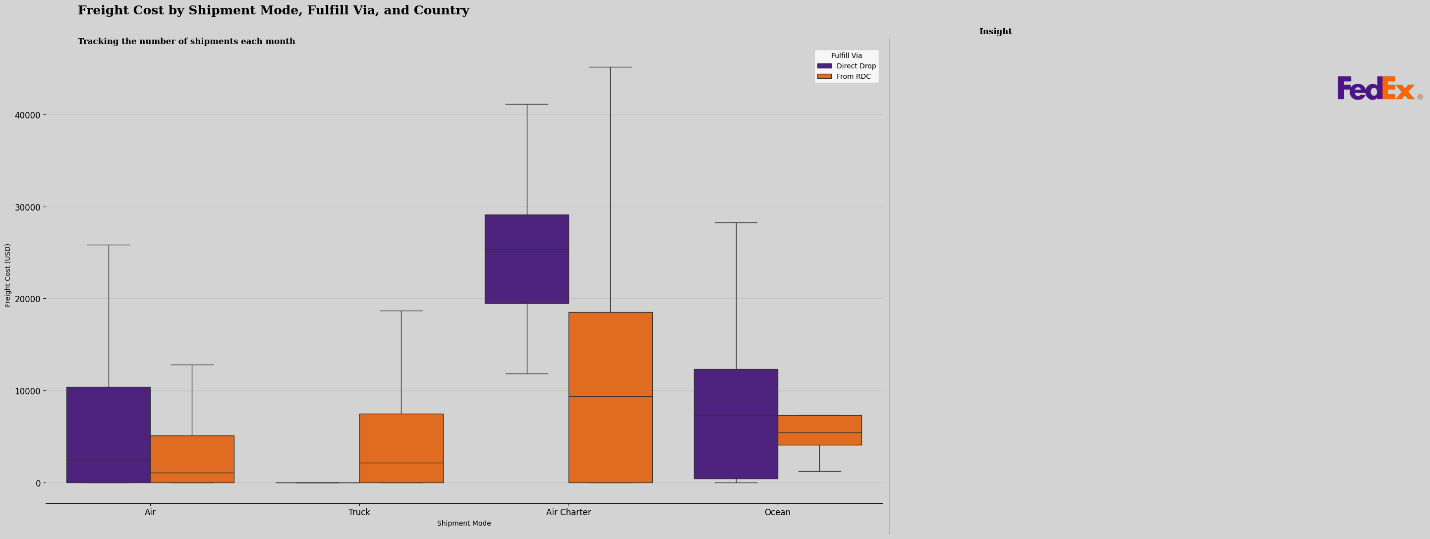 Freight Cost by Shipment Mode, Fulfill Via, and Country
Tracking the number of shipments each month
Insight
Fulfill Via
Direct Drop
From RDC
FedEx®
Freight Cost (USD)
40000
30000
20000
10000
0
Air
Truck
Air Charter
Ocean
Shipment Mode